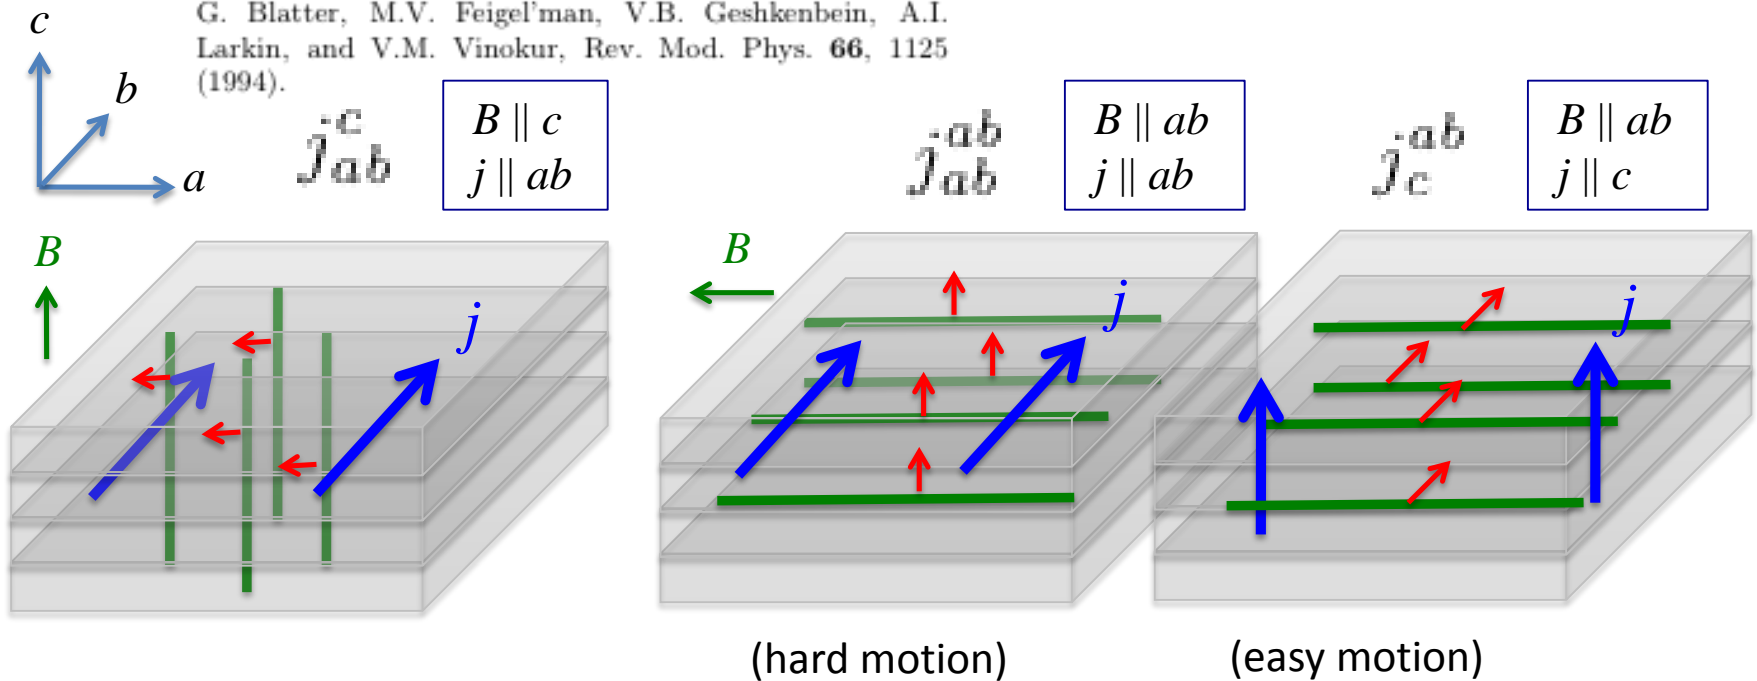 G. Blatter, M.V. Feigel'man, V.B. Geshkenbein, A.I.
Larkin, and V.M. Vinokur, Rev. Mod. Phys. 66, 1125
(1994).
c
b
a
j^c_ab
B || c
j || ab
j^ab_ab
B || ab
j || ab
j^ab_c
B || ab
j || c
B
j
B
j
j
(hard motion)
(easy motion)